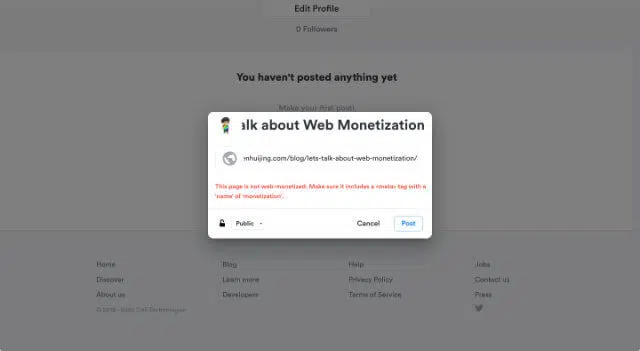 Edit Profile
0 Followers
You haven't posted anything yet
Make your first post!
alk about Web Monetization
nhuijing.com/blog/lets-talk-about-web-monetization/
This page is not web-monetized. Make sure it includes a <meta> tag with a
'name' of 'monetization'.
Public
Cancel
Post
Home
Blog
Help
Jobs
Discover
Learn more
Privacy Policy
Contact us
About us
Developers
Terms of Service
Press